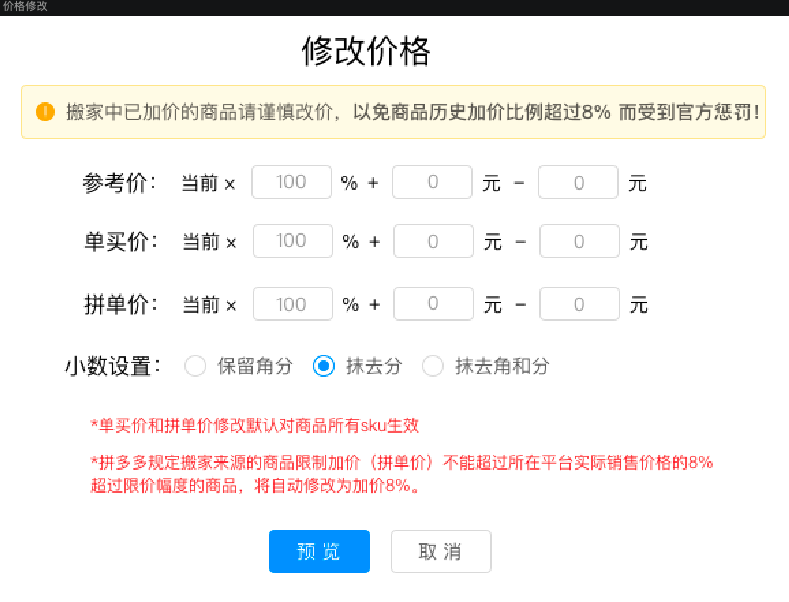 价格修改
修改价格
搬家中已加价的商品请谨慎改价，以免商品历史加价比例超过8% 而受到官方惩罚！
参考价： 当前 × 100 % + 0 元 － 0 元
单买价： 当前 × 100 % + 0 元 － 0 元
拼单价： 当前 × 100 % + 0 元 － 0 元
小数设置： 保留角分 抹去分 抹去角和分
*单买价和拼单价修改默认对商品所有sku生效
*拼多多规定搬家来源的商品限制加价（拼单价）不能超过所在平台实际销售价格的8%
超过限价幅度的商品，将自动修改为加价8%。
预 览 取 消